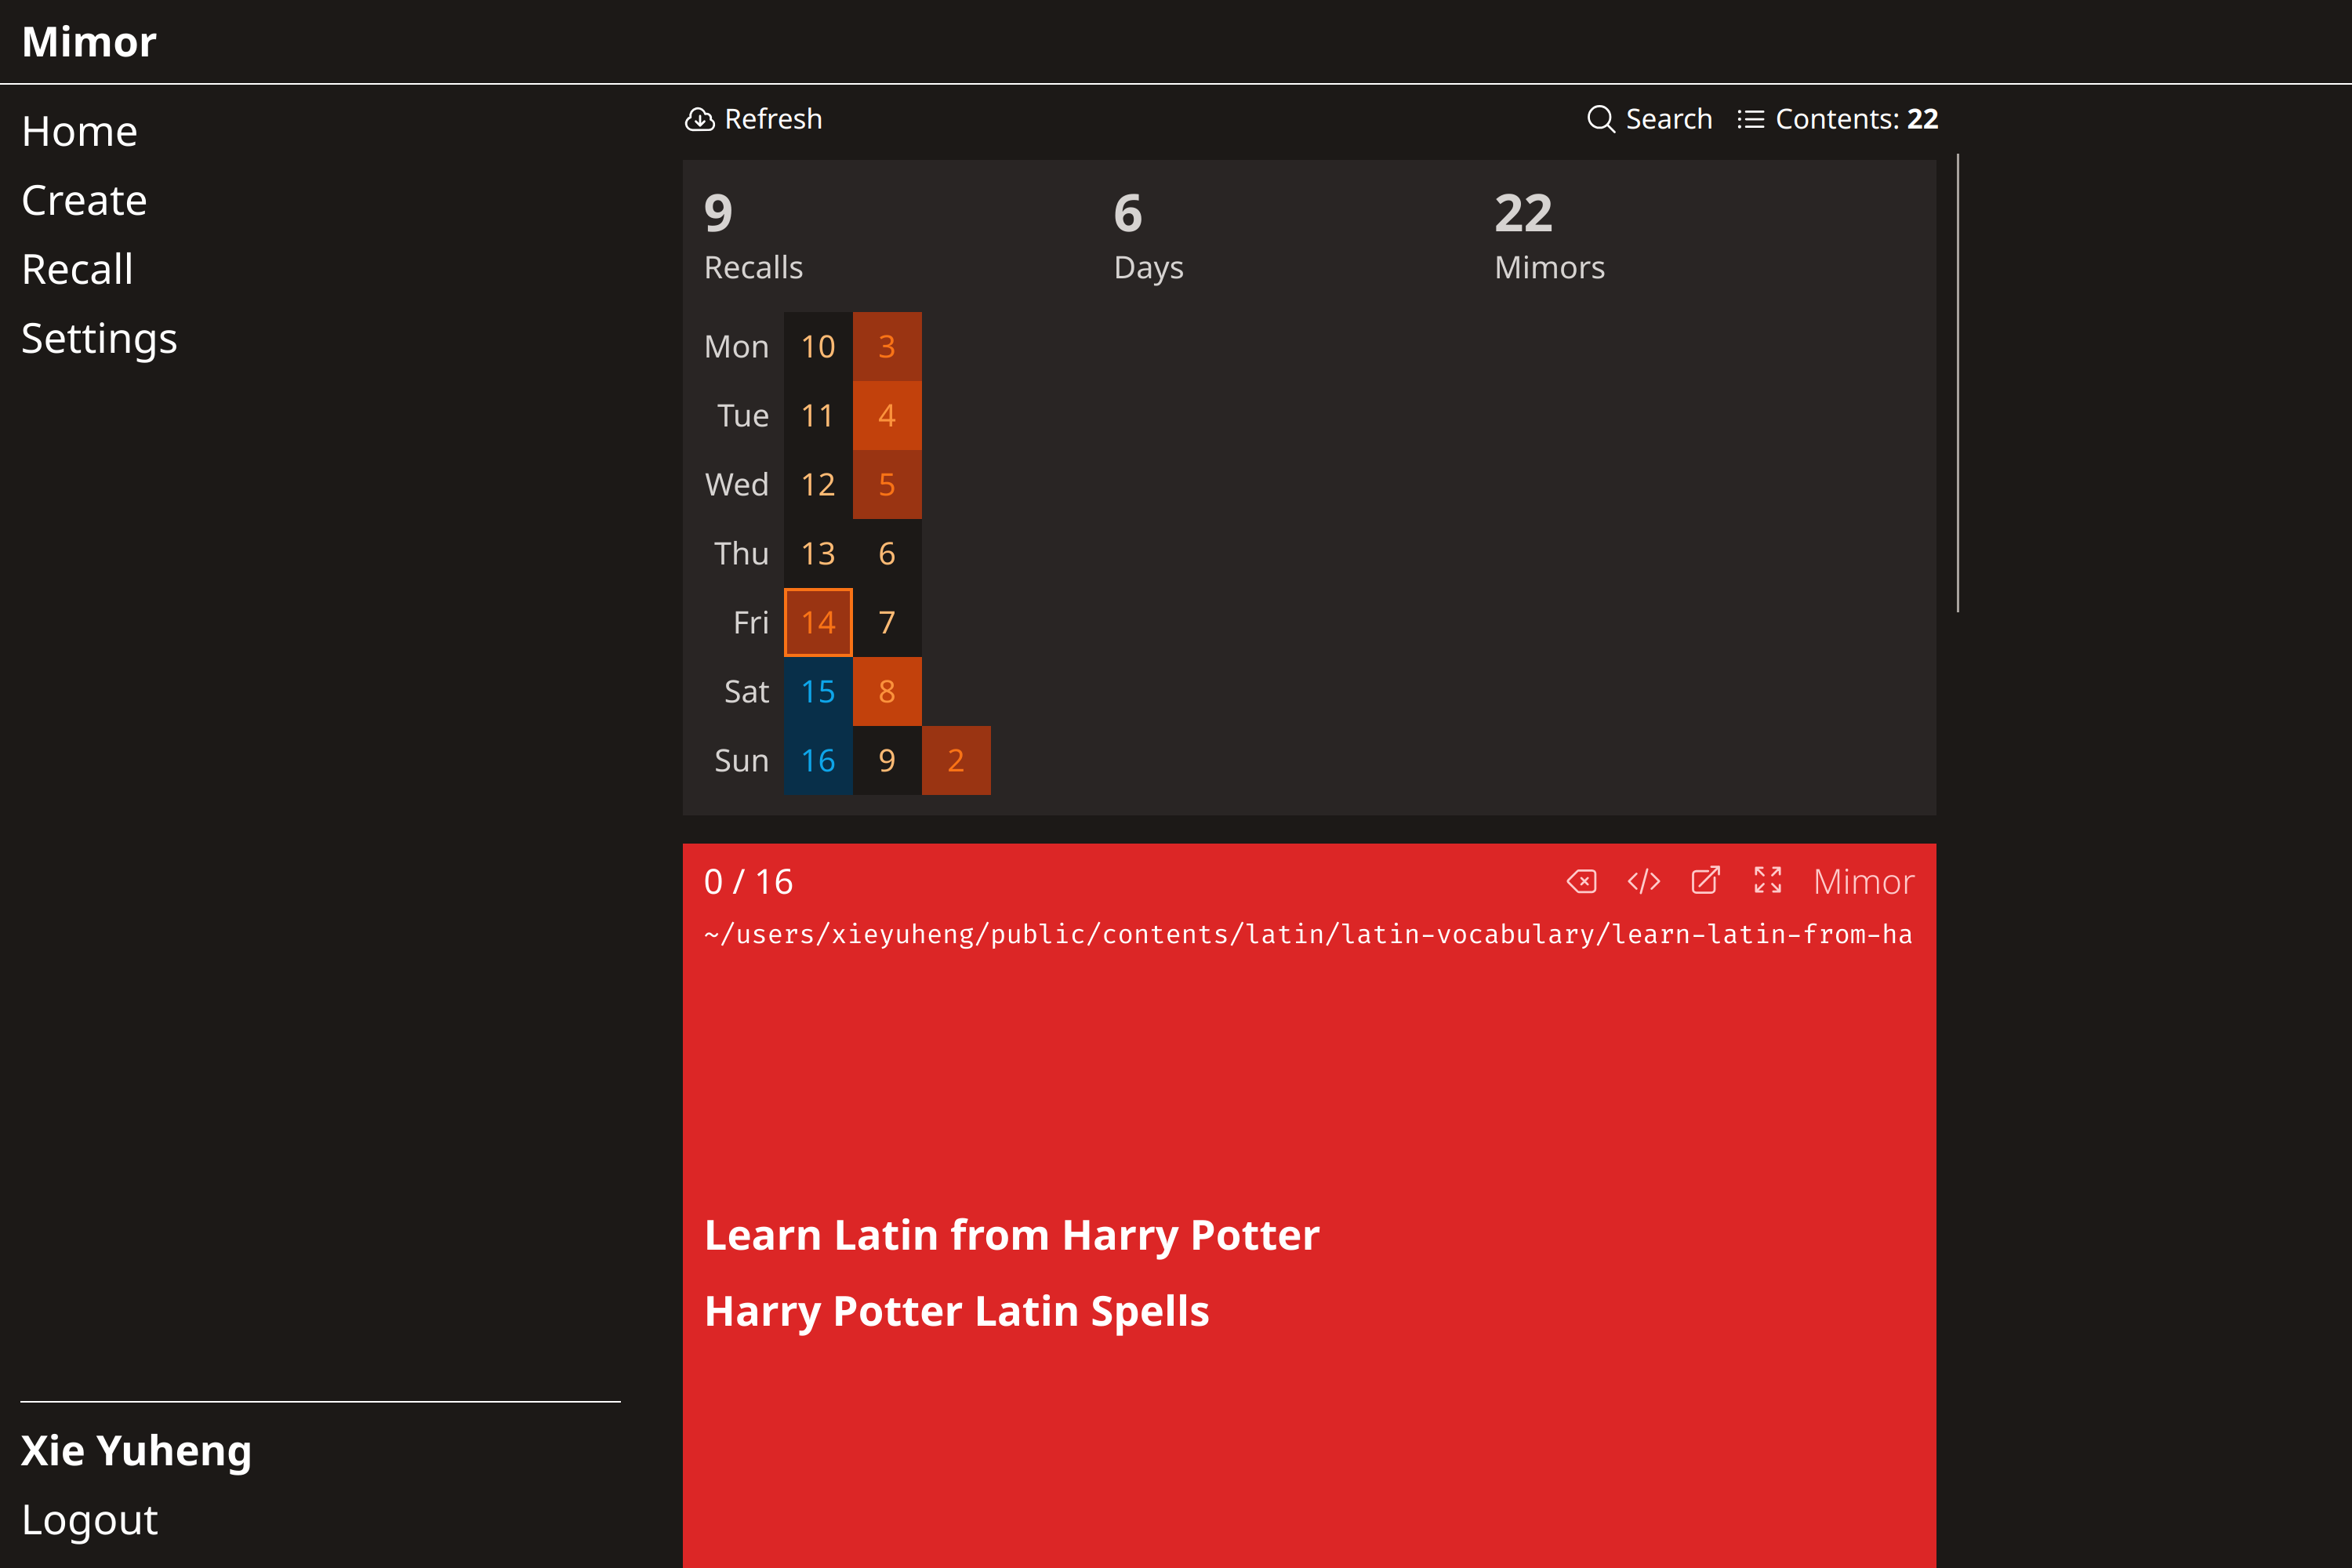 Mimor
Home
Create
Recall
Settings
Refresh
Search
Contents: 22
9
Recalls
6
Days
22
Mimors
Mon 10 3
Tue 11 4
Wed 12 5
Thu 13 6
Fri 14 7
Sat 15 8
Sun 16 9 2
0 / 16
Mimor
~/users/xieyuheng/public/contents/latin/latin-vocabulary/learn-latin-from-ha
Learn Latin from Harry Potter
Harry Potter Latin Spells
Xie Yuheng
Logout